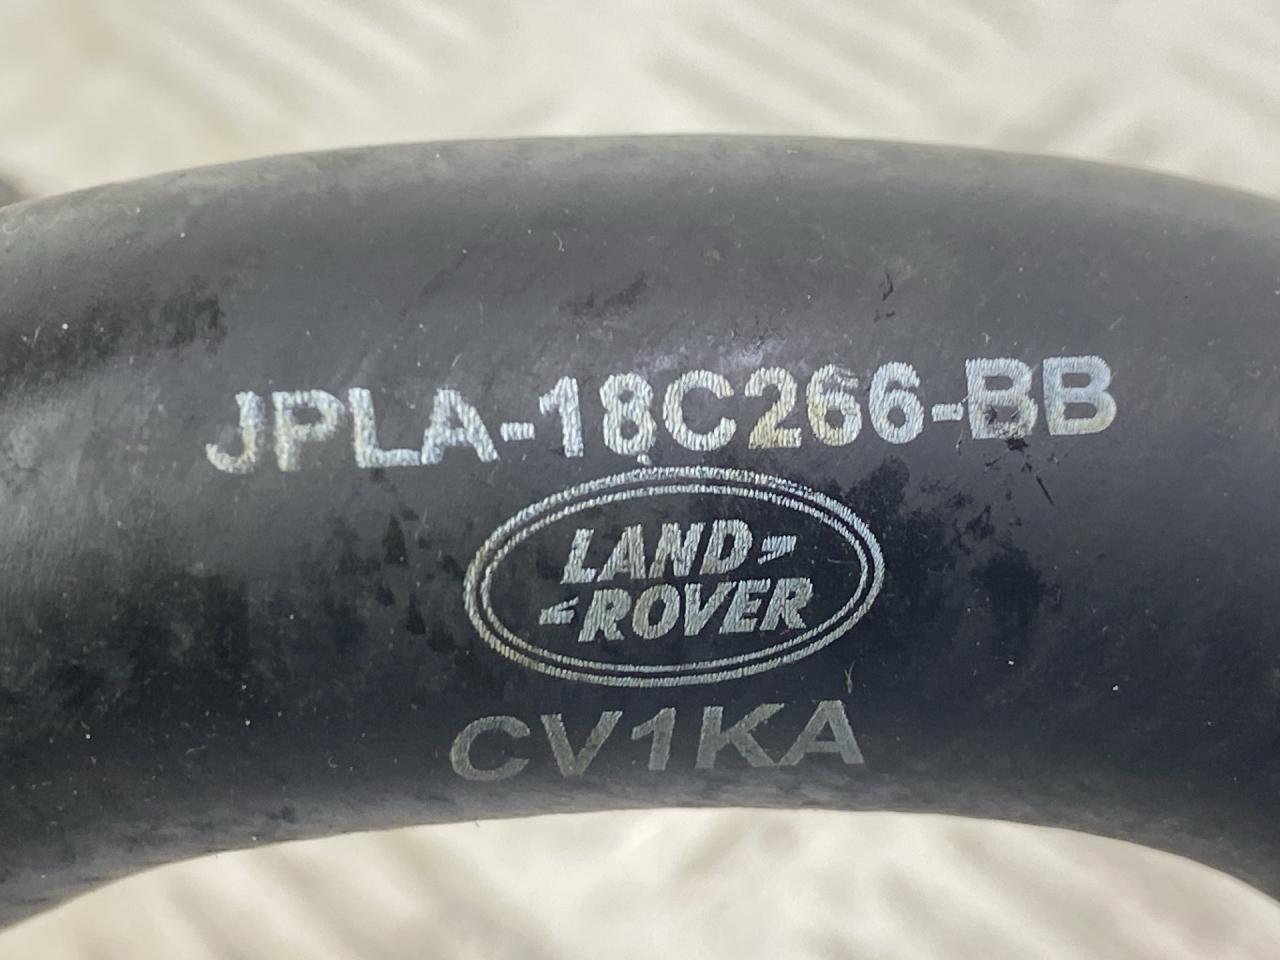 JPLA-18C266-BB
LAND
ROVER
CV1KA